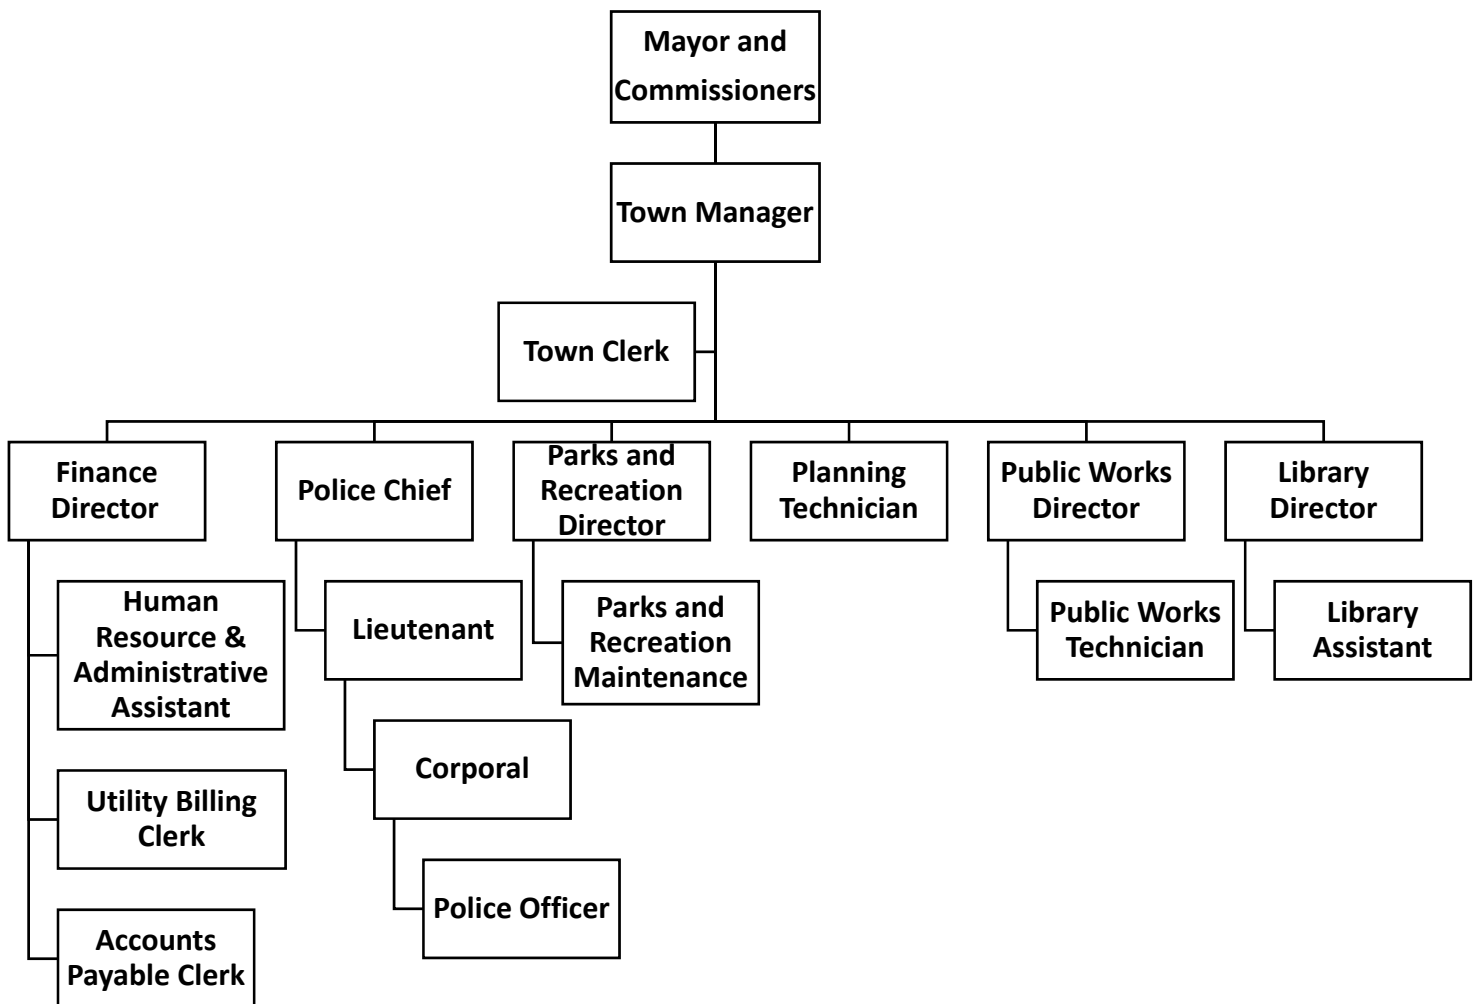 Mayor and
Commissioners
Town Manager
Town Clerk
Finance
Director
Police Chief
Parks and
Recreation
Director
Planning
Technician
Public Works
Director
Library
Director
Human
Resource &
Administrative
Assistant
Lieutenant
Parks and
Recreation
Maintenance
Public Works
Technician
Library
Assistant
Utility Billing
Clerk
Corporal
Accounts
Payable Clerk
Police Officer